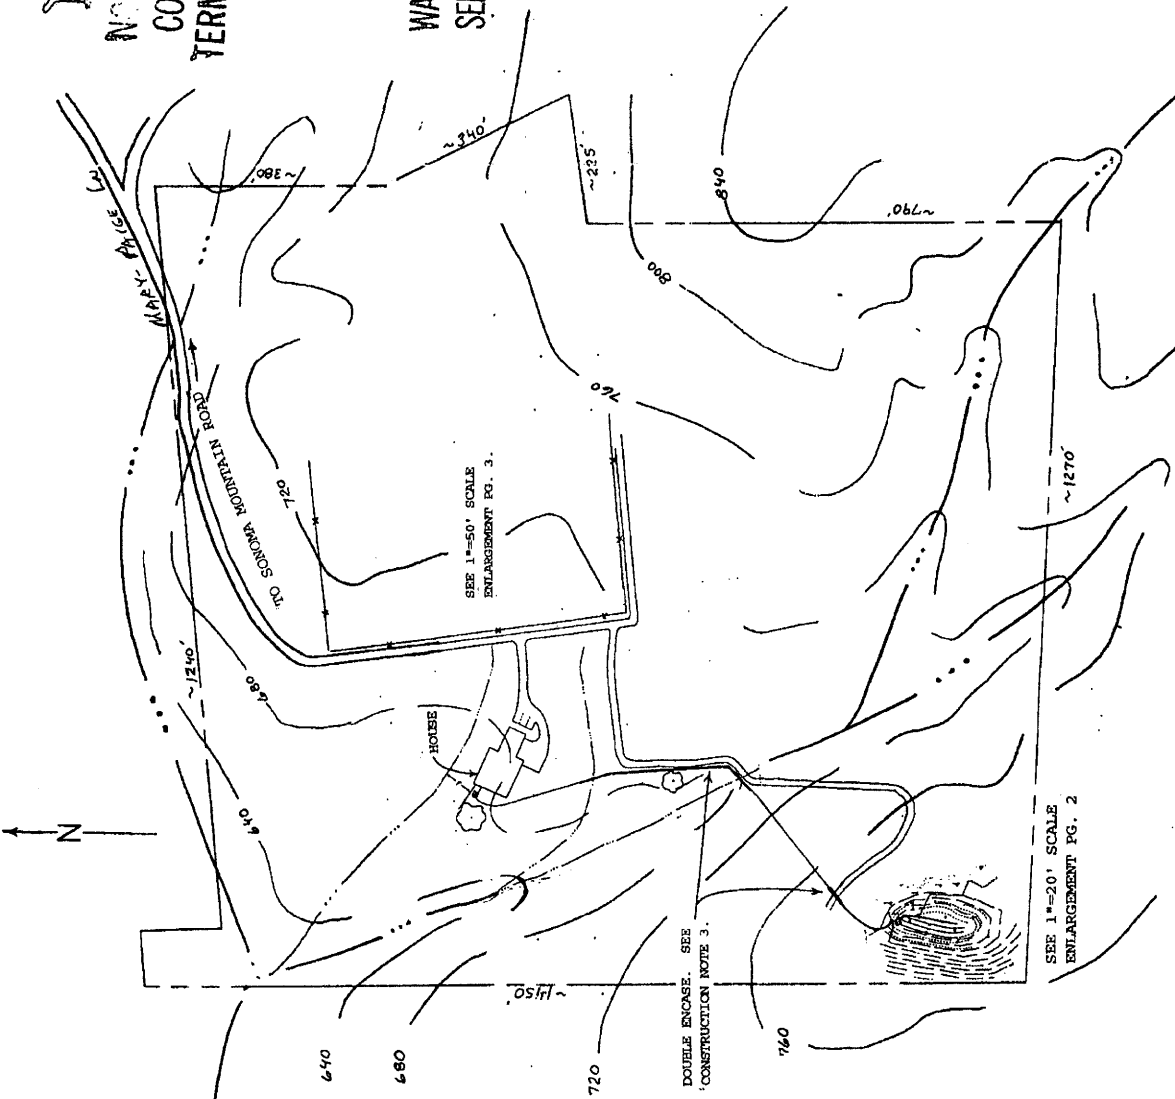 CO
TERM
WA
SEE
MARY-PAIGE LN
~380'
~340'
~225'
840
~790'
800
760
TO SONOMA MOUNTAIN ROAD
720
SEE 1"=50' SCALE
ENLARGEMENT PG. 3.
~1270'
~1240'
680
HOUSE
640
N
SEE 1"=20' SCALE
ENLARGEMENT PG. 2
~1150'
DOUBLE ENCASE. SEE
CONSTRUCTION NOTE 3.
640
680
720
760